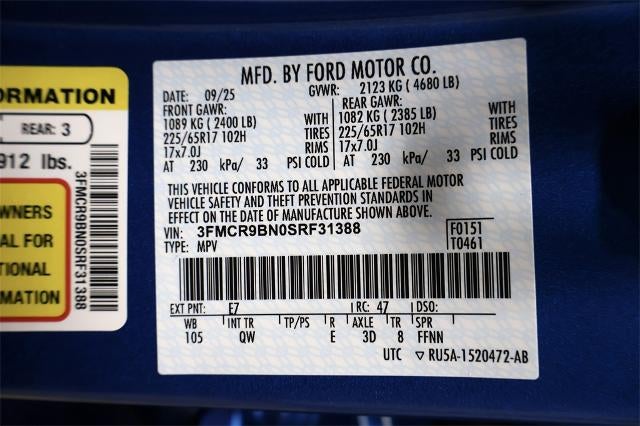 ORMATION
REAR: 3
912 lbs.
WNERS
AL FOR
TIONAL
MATION
3FMCR9BN0SRF31388
MFD. BY FORD MOTOR CO.
DATE: 09/25 GVWR: 2123 KG ( 4680 LB)
FRONT GAWR: REAR GAWR:
1089 KG ( 2400 LB) WITH 1082 KG ( 2385 LB) WITH
225/65R17 102H TIRES 225/65R17 102H TIRES
17x7.0J RIMS 17x7.0J RIMS
AT 230 kPa/ 33 PSI COLD AT 230 kPa/ 33 PSI COLD
THIS VEHICLE CONFORMS TO ALL APPLICABLE FEDERAL MOTOR
VEHICLE SAFETY AND THEFT PREVENTION STANDARDS IN
EFFECT ON THE DATE OF MANUFACTURE SHOWN ABOVE.
VIN: 3FMCR9BN0SRF31388 F0151
TYPE: MPV T0461
EXT PNT: E7 RC: 47 DSO:
WB INT TR TP/PS R AXLE TR SPR
105 QW E 3D 8 FFNN
UTC ▽ RU5A-1520472-AB